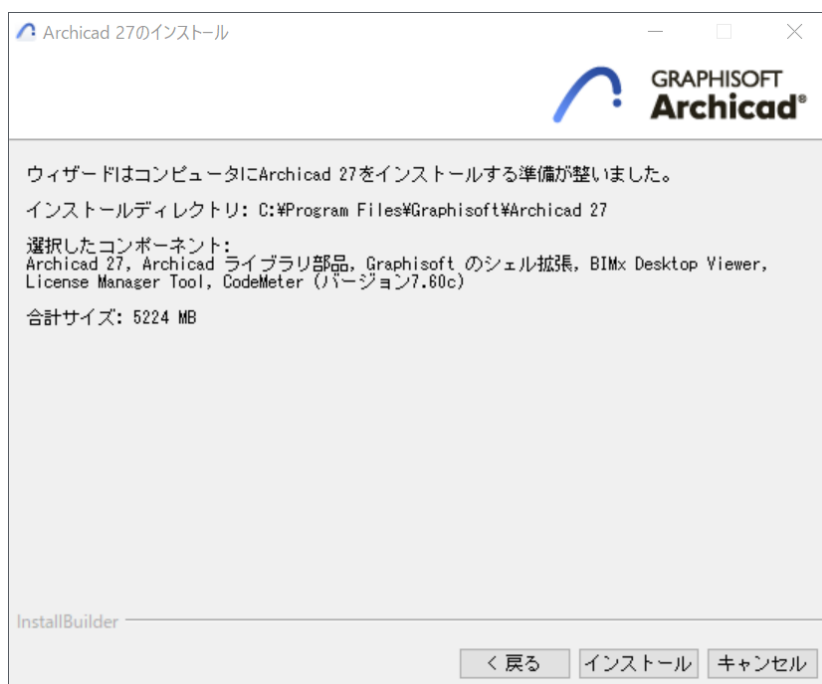 Archicad 27のインストール
GRAPHISOFT
Archicad®
ウィザードはコンピュータにArchicad 27をインストールする準備が整いました。
インストールディレクトリ: C:¥Program Files¥Graphisoft¥Archicad 27
選択したコンポーネント:
Archicad 27, Archicad ライブラリ部品, Graphisoft のシェル拡張, BIMx Desktop Viewer,
License Manager Tool, CodeMeter (バージョン7.60c)
合計サイズ: 5224 MB
InstallBuilder
< 戻る インストール キャンセル